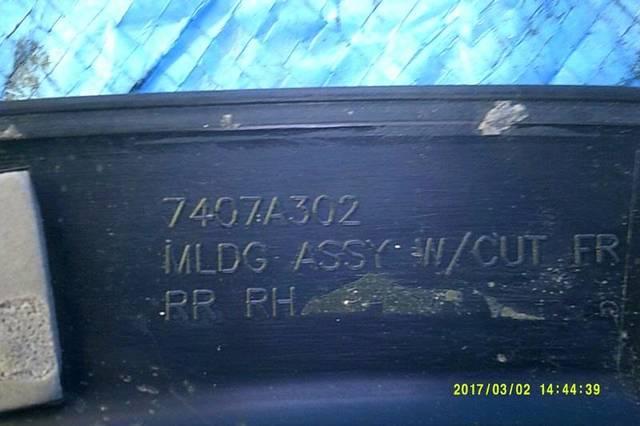 7407A302
MLDG ASSY W/CUT FR
RR RH
2017/03/02 14:44:39